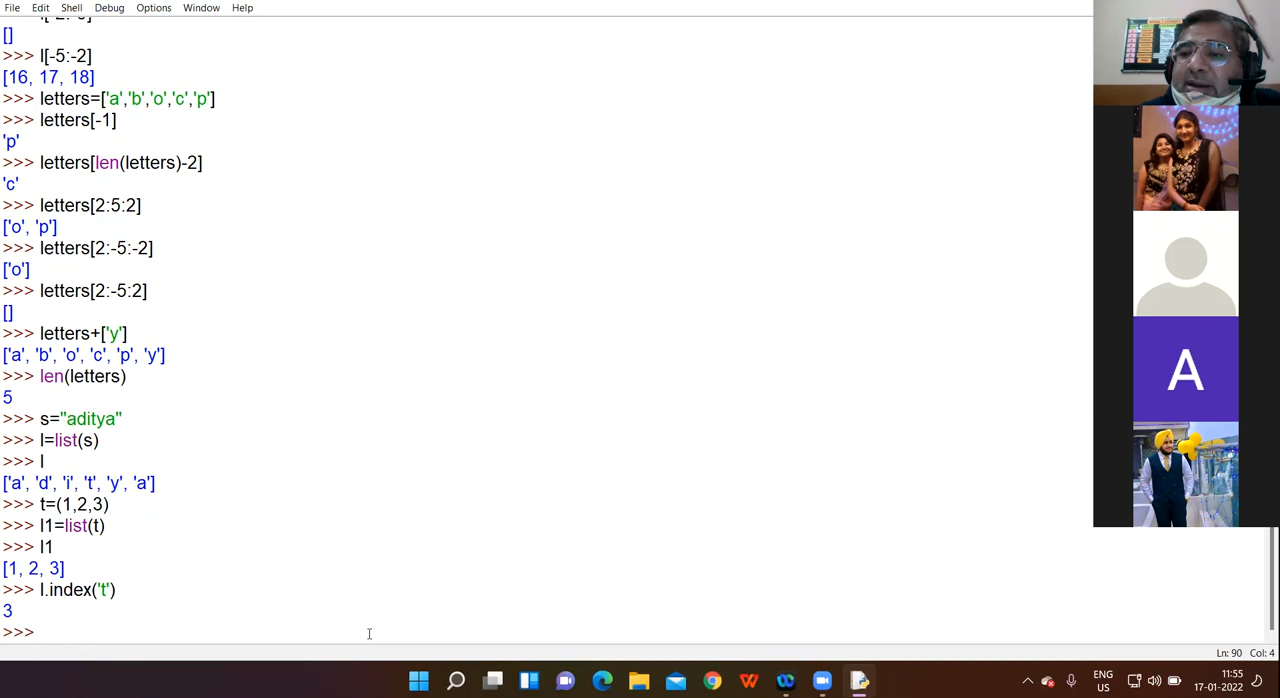 File Edit Shell Debug Options Window Help
[]
>>> l[-5:-2]
[16, 17, 18]
>>> letters=['a','b','o','c','p']
>>> letters[-1]
'p'
>>> letters[len(letters)-2]
'c'
>>> letters[2:5:2]
['o', 'p']
>>> letters[2:-5:-2]
['o']
>>> letters[2:-5:2]
[]
>>> letters+['y']
['a', 'b', 'o', 'c', 'p', 'y']
>>> len(letters)
5
>>> s="aditya"
>>> l=list(s)
>>> l
['a', 'd', 'i', 't', 'y', 'a']
>>> t=(1,2,3)
>>> l1=list(t)
>>> l1
[1, 2, 3]
>>> l.index('t')
3
>>>
A
Ln: 90 Col: 4
ENG
US
11:55
17-01-2022